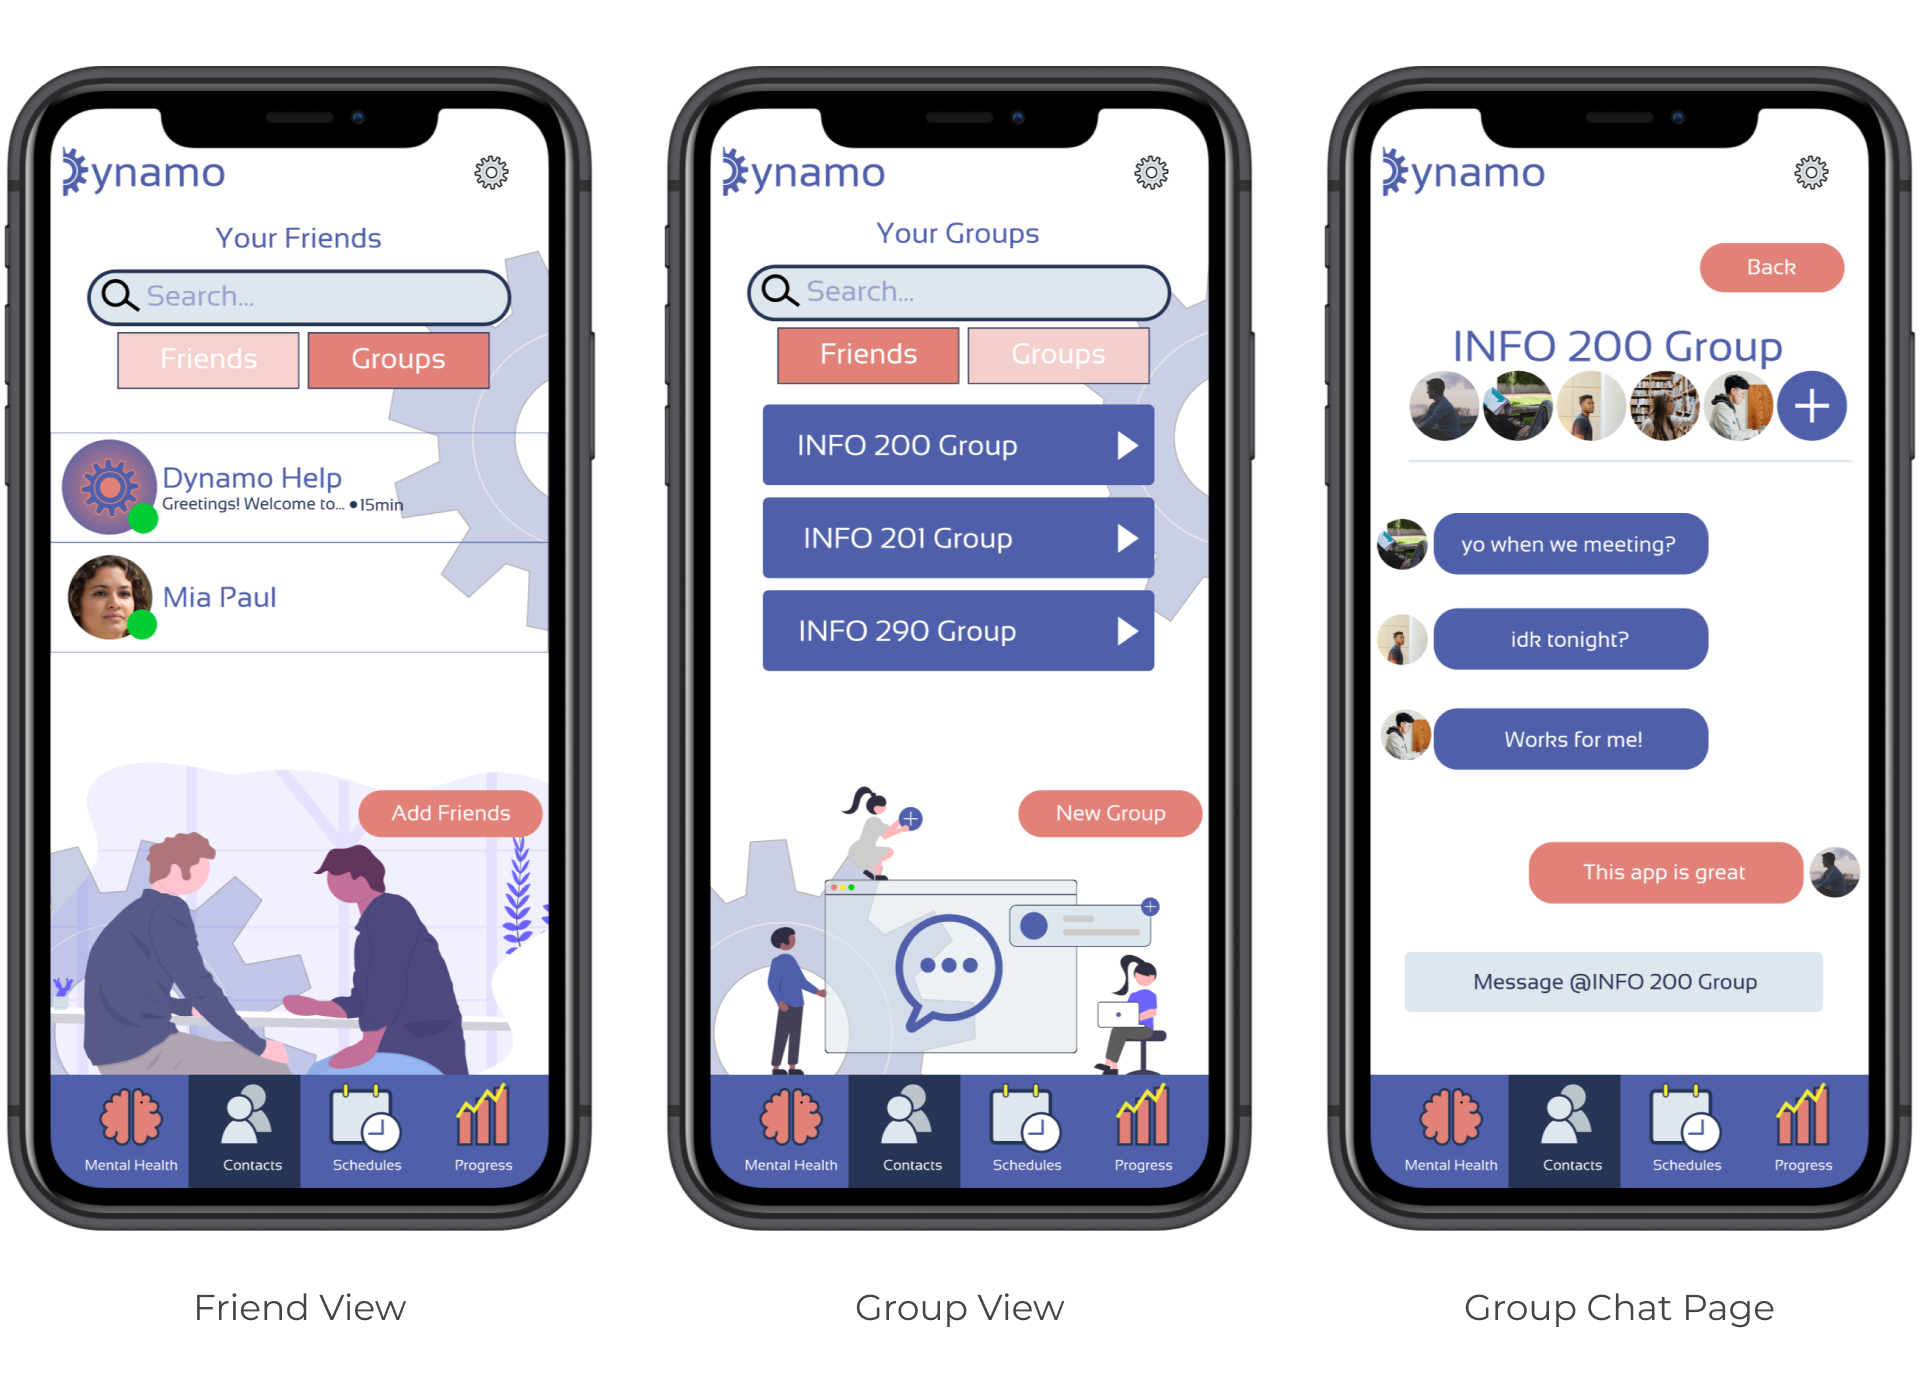 Dynamo
Your Friends
Search...
Friends
Groups
Dynamo Help
Greetings! Welcome to... •15min
Mia Paul
Add Friends
Mental Health
Contacts
Schedules
Progress
Friend View
Dynamo
Your Groups
Search...
Friends
Groups
INFO 200 Group
INFO 201 Group
INFO 290 Group
New Group
Mental Health
Contacts
Schedules
Progress
Group View
Dynamo
Back
INFO 200 Group
yo when we meeting?
idk tonight?
Works for me!
This app is great
Message @INFO 200 Group
Mental Health
Contacts
Schedules
Progress
Group Chat Page